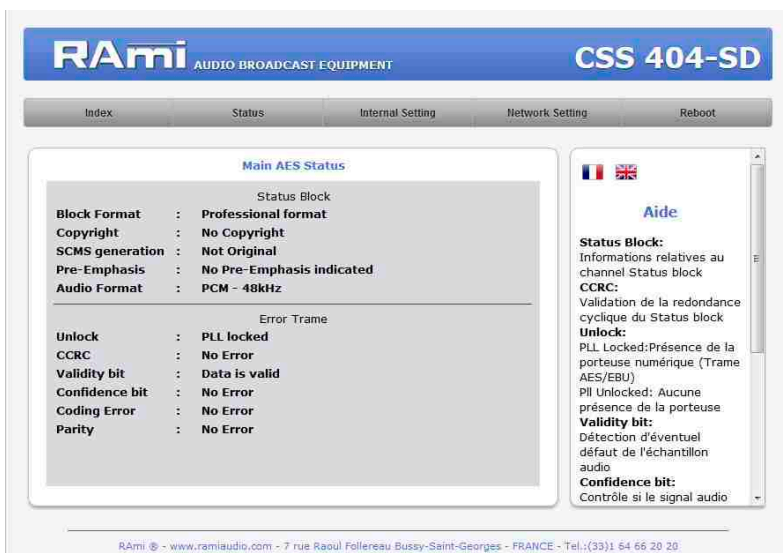 RAmi AUDIO BROADCAST EQUIPMENT CSS 404-SD
Index Status Internal Setting Network Setting Reboot
Main AES Status
Status Block
Block Format : Professional format
Copyright : No Copyright
SCMS generation : Not Original
Pre-Emphasis : No Pre-Emphasis indicated
Audio Format : PCM - 48kHz
Error Trame
Unlock : PLL locked
CCRC : No Error
Validity bit : Data is valid
Confidence bit : No Error
Coding Error : No Error
Parity : No Error
Aide
Status Block:
Informations relatives au
channel Status block
CCRC:
Validation de la redondance
cyclique du Status block
Unlock:
PLL Locked:Présence de la
porteuse numérique (Trame
AES/EBU)
Pll Unlocked: Aucune
présence de la porteuse
Validity bit:
Détection d'éventuel
défaut de l'échantillon
audio
Confidence bit:
Contrôle si le signal audio
RAmi ® - www.ramiaudio.com - 7 rue Raoul Follereau Bussy-Saint-Georges - FRANCE - Tel.:(33)1 64 66 20 20